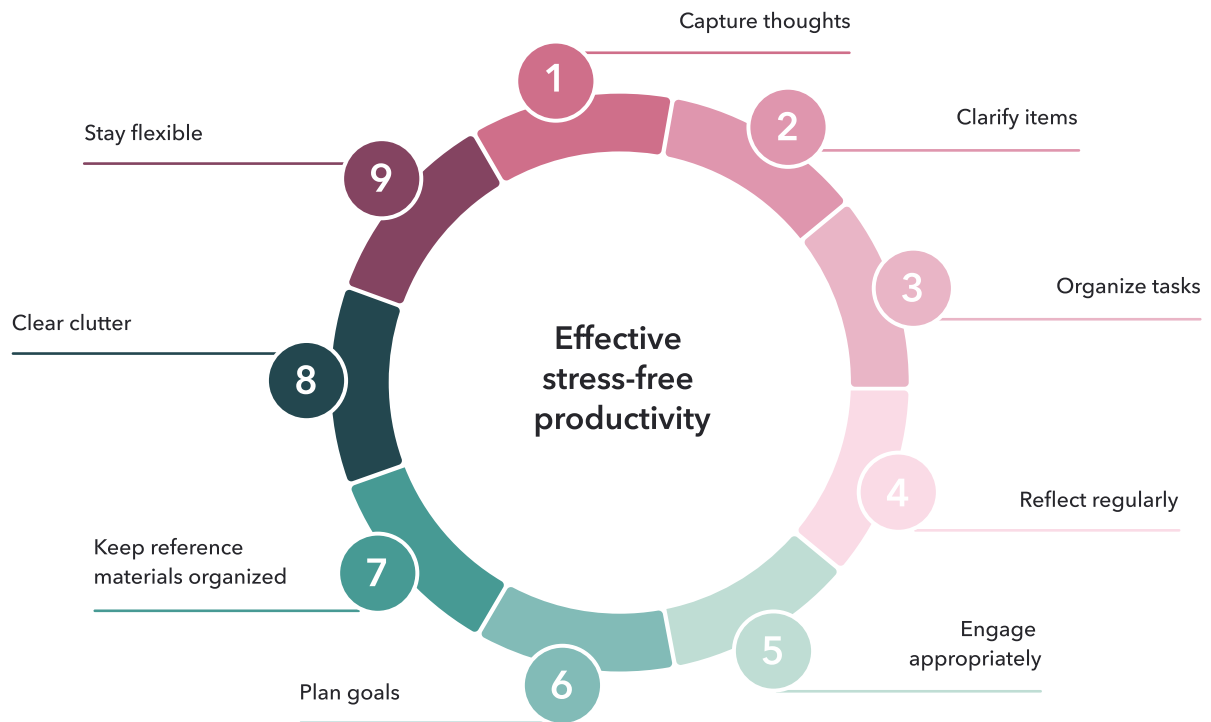 1
Capture thoughts
2
Clarify items
3
Organize tasks
4
Reflect regularly
5
Engage
appropriately
6
Plan goals
7
Keep reference
materials organized
8
Clear clutter
9
Stay flexible
Effective
stress-free
productivity